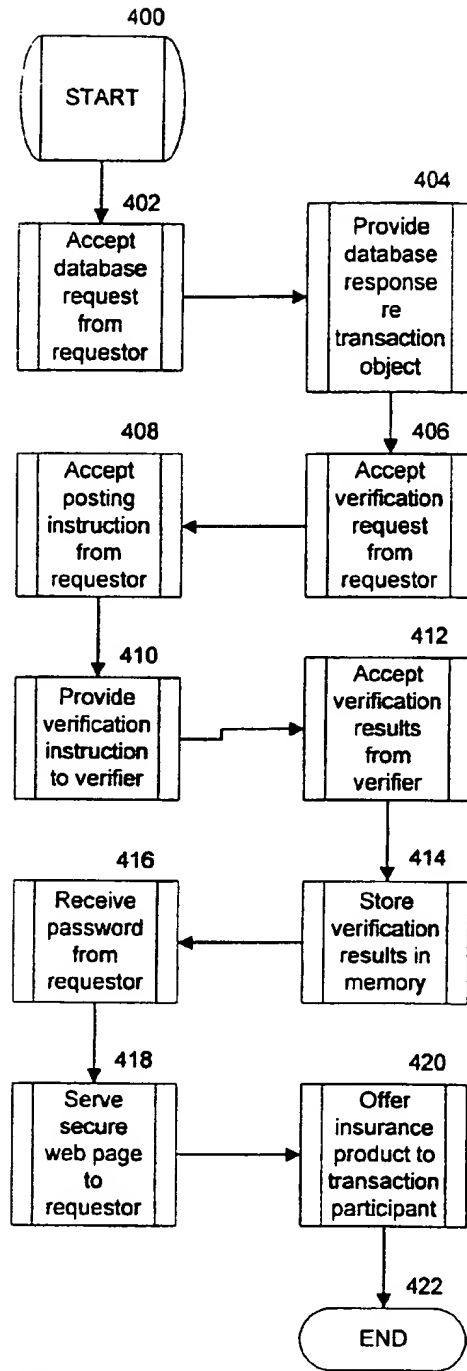 400
START
402
Accept
database
request
from
requestor
404
Provide
database
response
re
transaction
object
406
Accept
verification
request
from
requestor
408
Accept
posting
instruction
from
requestor
410
Provide
verification
instruction
to verifier
412
Accept
verification
results
from
verifier
414
Store
verification
results in
memory
416
Receive
password
from
requestor
418
Serve
secure
web page
to
requestor
420
Offer
insurance
product to
transaction
participant
422
END